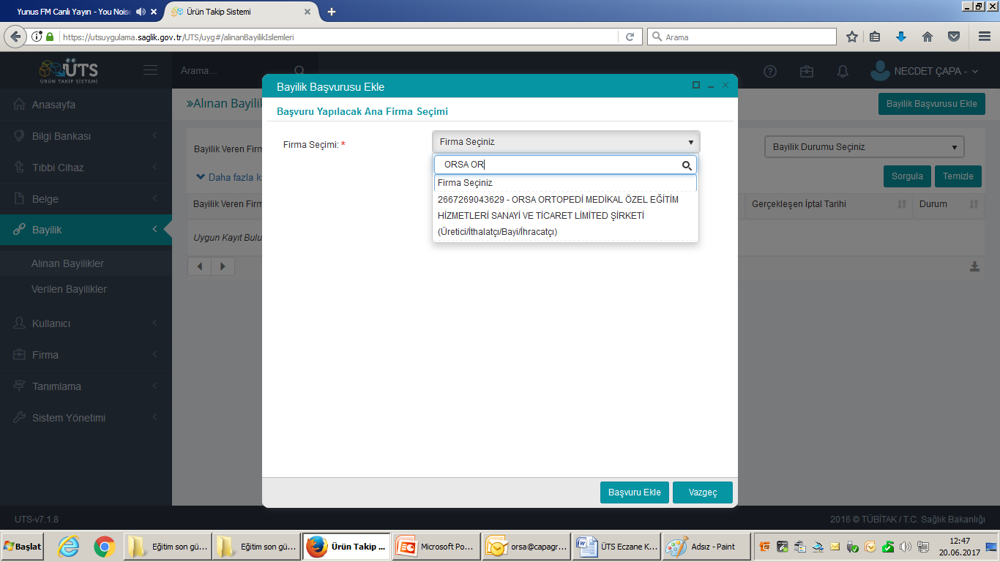 Yunus FM Canlı Yayın - You Noise
Ürün Takip Sistemi
https://utsuygulama.saglik.gov.tr/UTS/uyg#/alinanBayilikIslemleri
Arama
ÜTS
ÜRÜN TAKİP SİSTEMİ
Arama...
NECDET ÇAPA -
Anasayfa
Bilgi Bankası
Tıbbi Cihaz
Belge
Bayilik
Alınan Bayilikler
Verilen Bayilikler
Kullanıcı
Firma
Tanımlama
Sistem Yönetimi
»Alınan Bayilik
Bayilik Başvurusu Ekle
Bayilik Veren Firm
Bayilik Durumu Seçiniz
Daha fazla k
Sorgula
Temizle
Bayilik Veren Firm
Gerçekleşen İptal Tarihi
Durum
Uygun Kayıt Bulu
Bayilik Başvurusu Ekle
Başvuru Yapılacak Ana Firma Seçimi
Firma Seçimi: *
Firma Seçiniz
ORSA OR
Firma Seçiniz
2667269043629 - ORSA ORTOPEDİ MEDİKAL ÖZEL EĞİTİM
HİZMETLERİ SANAYİ VE TİCARET LİMİTED ŞİRKETİ
(Üretici/İthalatçı/Bayi/İhracatçı)
Başvuru Ekle
Vazgeç
UTS-v7.1.8
2016 © TÜBİTAK / T.C. Sağlık Bakanlığı
Başlat
Eğitim son gü...
Eğitim son gü...
Ürün Takip ...
Microsoft Po...
orsa@capagr...
ÜTS Eczane K...
Adsız - Paint
12:47
20.06.2017